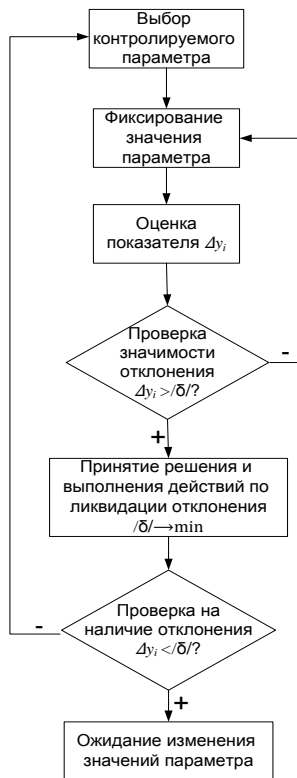 Выбор
контролируемого
параметра
Фиксирование
значения
параметра
Оценка
показателя Δyi
Проверка
значимости
отклонения
Δyi >/δ/?
-
+
Принятие решения и
выполнения действий по
ликвидации отклонения
/δ/→min
Проверка на
наличие отклонения
Δyi </δ/?
-
+
Ожидание изменения
значений параметра